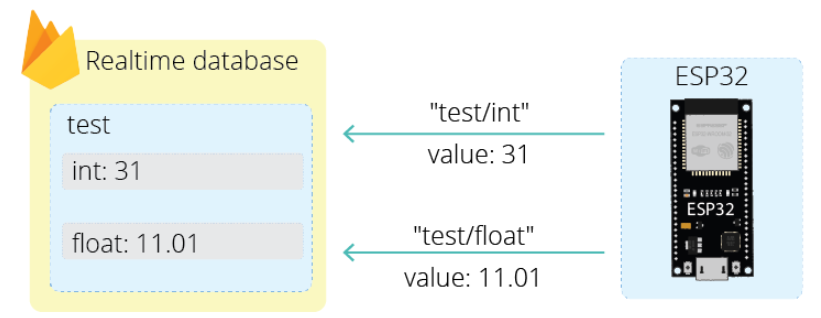 Realtime database
test
int: 31
float: 11.01
"test/int"
value: 31
"test/float"
value: 11.01
ESP32
ESP32